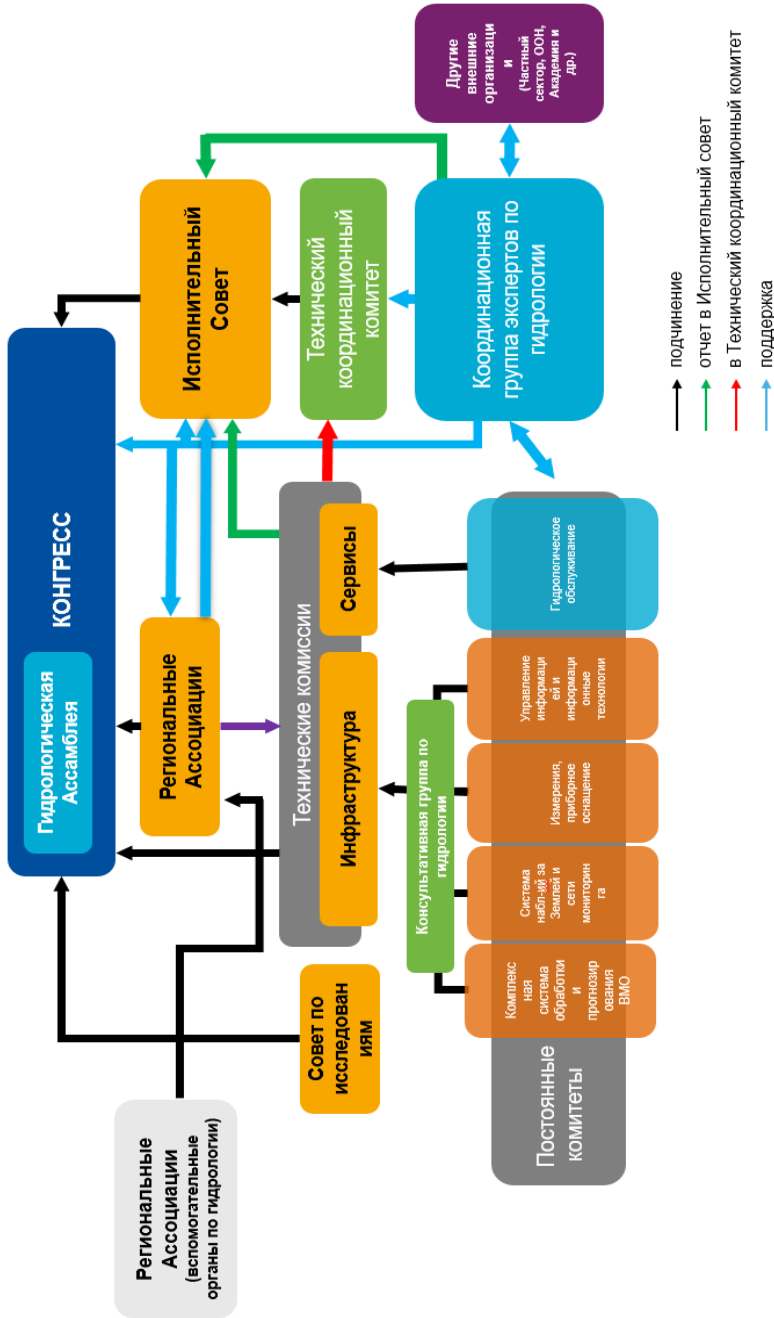 КОНГРЕСС
Гидрологическая
Ассамблея
Региональные
Ассоциации
(вспомогательные
органы по гидрологии)
Региональные
Ассоциации
Исполнительный
Совет
Совет по
исследован
иям
Технические комиссии
Инфраструктура
Сервисы
Технический
координационный
комитет
Консультативная группа по
гидрологии
Координационная
группа экспертов по
гидрологии
Другие
внешние
организаци
и
(Частный
сектор, ООН,
Академия и
др.)
Постоянные
комитеты
Комплекс
ная
система
обработки
и
прогнозир
ования
ВМО
Система
набл-ий за
Землей и
сети
мониторин
га
Измерения,
приборное
оснащение
Управление
информаци
ей и
информаци
онные
технологии
Гидрологическое
обслуживание
подчинение
отчет в Исполнительный совет
в Технический координационный комитет
поддержка